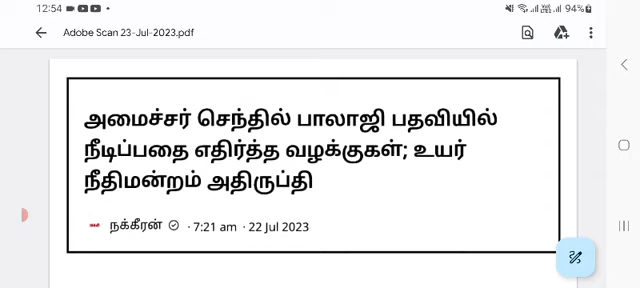 12:54 94%
Adobe Scan 23-Jul-2023.pdf
அமைச்சர் செந்தில் பாலாஜி பதவியில்
நீடிப்பதை எதிர்த்த வழக்குகள்; உயர்
நீதிமன்றம் அதிருப்தி
நக்கீரன் · 7:21 am · 22 Jul 2023